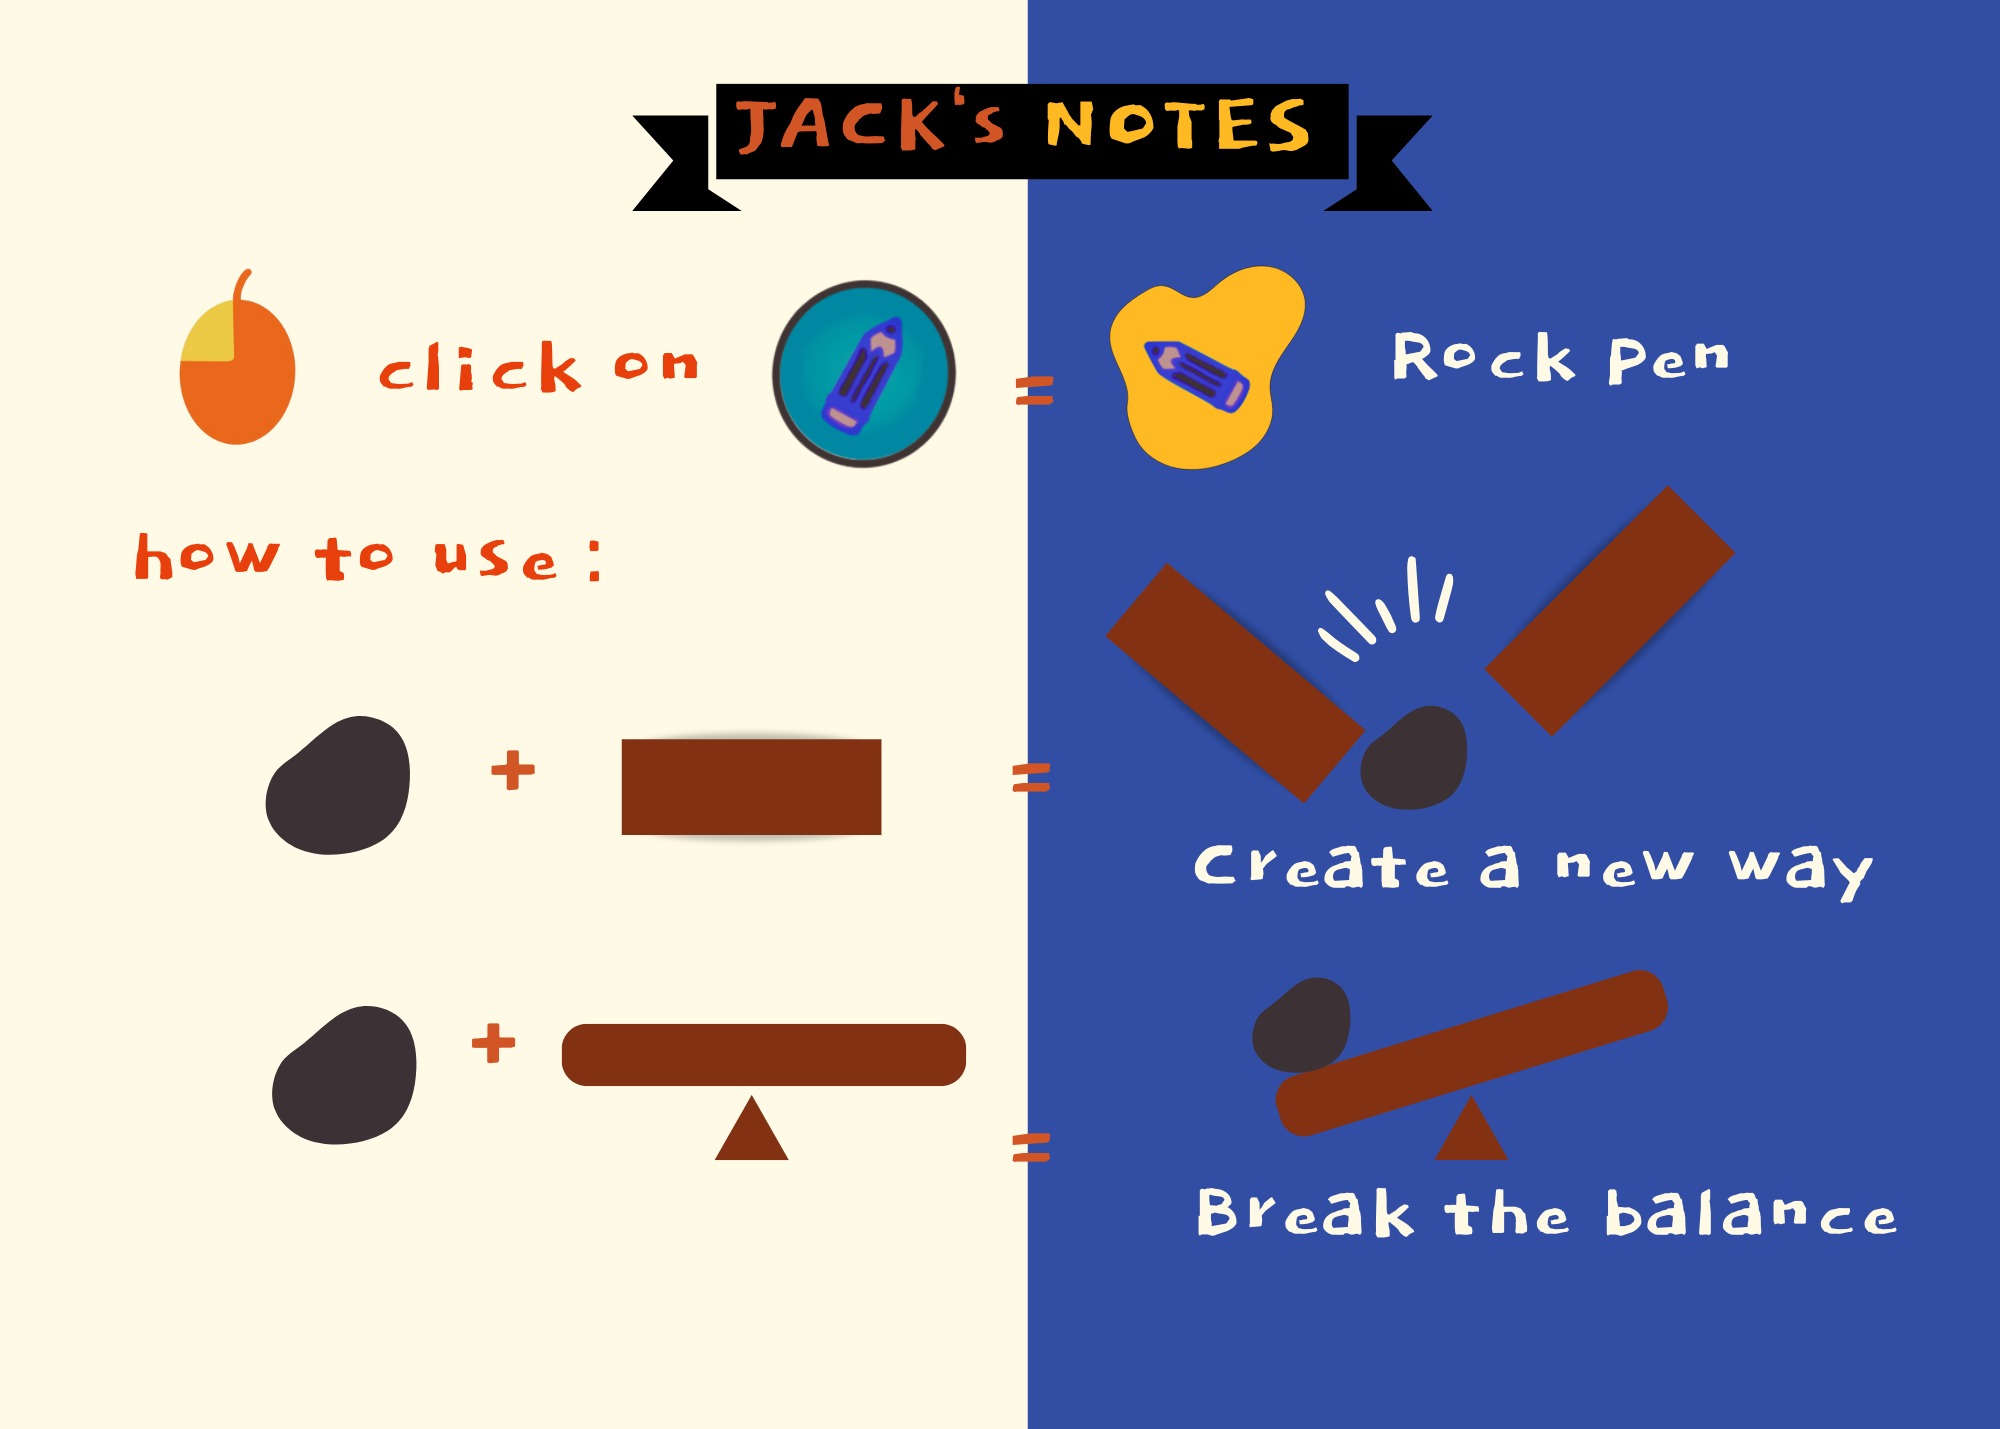 JACK's NOTES
click on
=
Rock Pen
how to use :
+
=
Create a new way
+
=
Break the balance